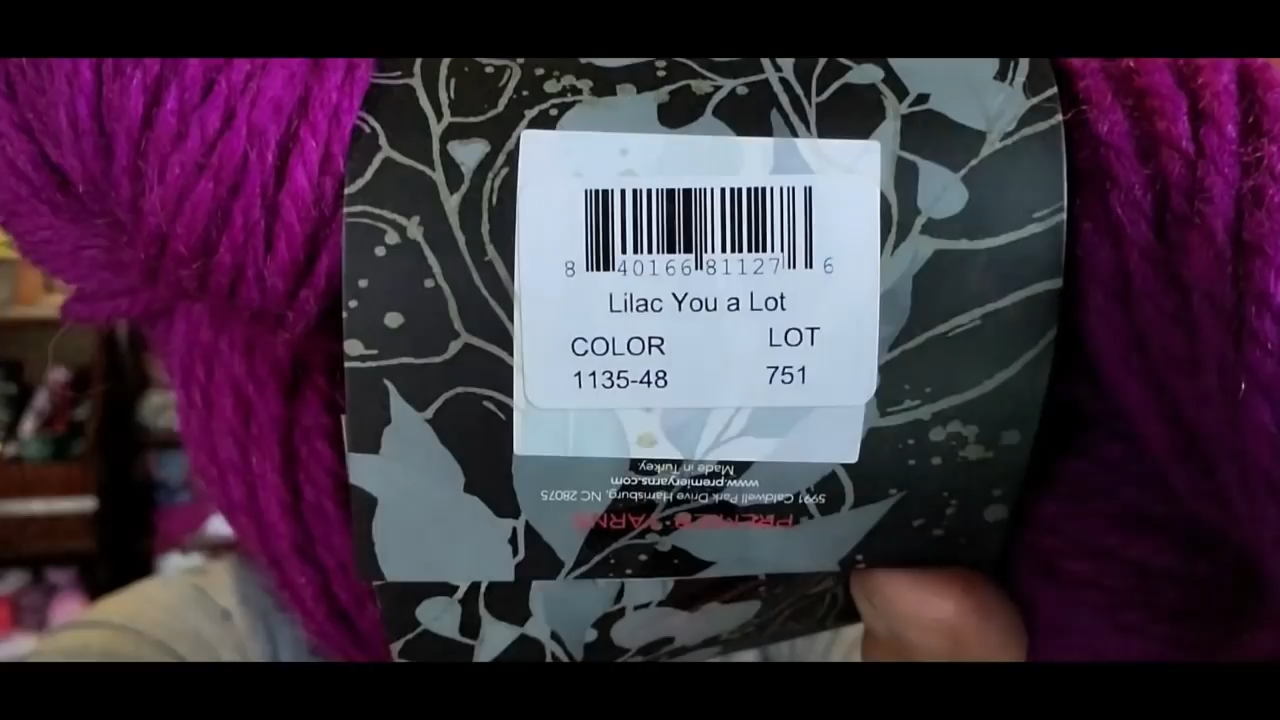 8 40166 81127 6
Lilac You a Lot
COLOR LOT
1135-48 751
PREMIER YARNS
5991 Caldwell Park Drive Harrisburg, NC 28075
www.premieryarns.com
Made in Turkey.